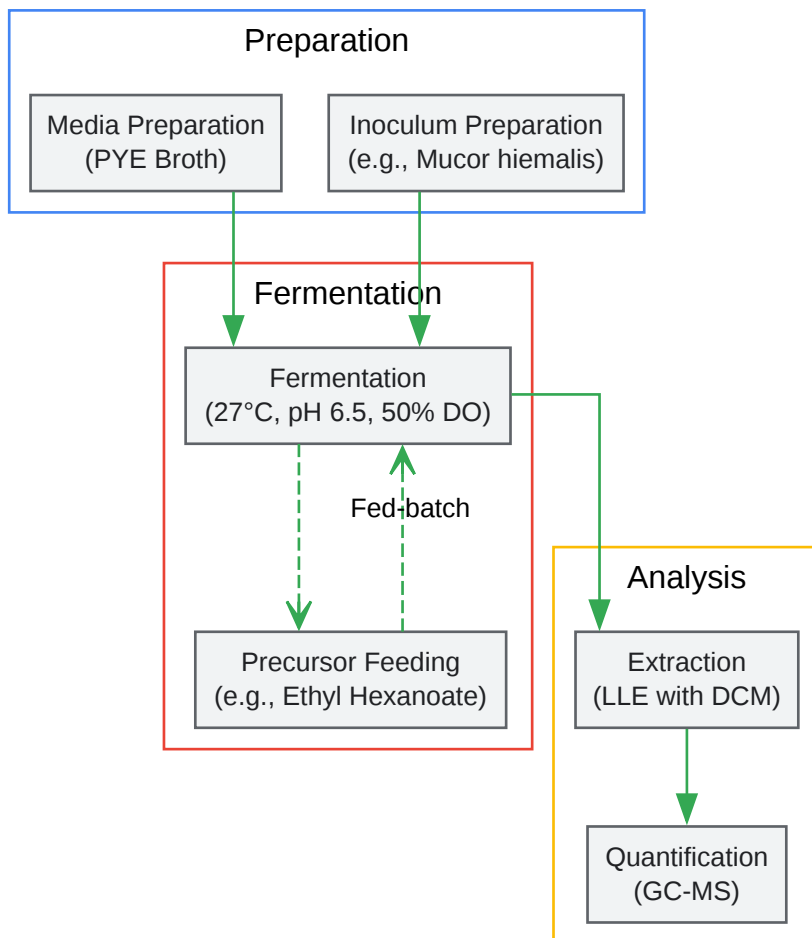 Preparation
Media Preparation
(PYE Broth)
Inoculum Preparation
(e.g., Mucor hiemalis)
Fermentation
Fermentation
(27°C, pH 6.5, 50% DO)
Fed-batch
Precursor Feeding
(e.g., Ethyl Hexanoate)
Analysis
Extraction
(LLE with DCM)
Quantification
(GC-MS)